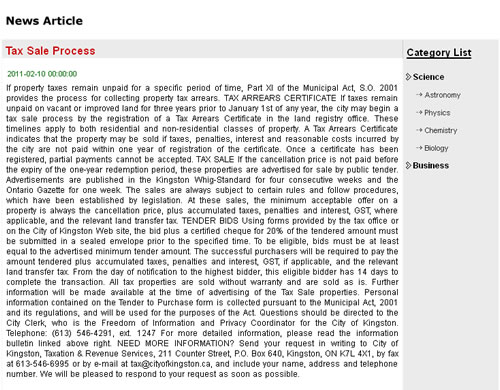 News Article
Tax Sale Process
2011-02-10 00:00:00
If property taxes remain unpaid for a specific period of time, Part XI of the Municipal Act, S.O. 2001
provides the process for collecting property tax arrears. TAX ARREARS CERTIFICATE If taxes remain
unpaid on vacant or improved land for three years prior to January 1st of any year, the city may begin a
tax sale process by the registration of a Tax Arrears Certificate in the land registry office. These
timelines apply to both residential and non-residential classes of property. A Tax Arrears Certificate
indicates that the property may be sold if taxes, penalties, interest and reasonable costs incurred by
the city are not paid within one year of registration of the certificate. Once a certificate has been
registered, partial payments cannot be accepted. TAX SALE If the cancellation price is not paid before
the expiry of the one-year redemption period, these properties are advertised for sale by public tender.
Advertisements are published in the Kingston Whig-Standard for four consecutive weeks and the
Ontario Gazette for one week. The sales are always subject to certain rules and follow procedures,
which have been established by legislation. At these sales, the minimum acceptable offer on a
property is always the cancellation price, plus accumulated taxes, penalties and interest, GST, where
applicable, and the relevant land transfer tax. TENDER BIDS Using forms provided by the tax office or
on the City of Kingston Web site, the bid plus a certified cheque for 20% of the tendered amount must
be submitted in a sealed envelope prior to the specified time. To be eligible, bids must be at least
equal to the advertised minimum tender amount. The successful purchasers will be required to pay the
amount tendered plus accumulated taxes, penalties and interest, GST, if applicable, and the relevant
land transfer tax. From the day of notification to the highest bidder, this eligible bidder has 14 days to
complete the transaction. All tax properties are sold without warranty and are sold as is. Further
information will be made available at the time of advertising of the Tax Sale properties. Personal
information contained on the Tender to Purchase form is collected pursuant to the Municipal Act, 2001
and its regulations, and will be used for the purposes of the Act. Questions should be directed to the
City Clerk, who is the Freedom of Information and Privacy Coordinator for the City of Kingston.
Telephone: (613) 546-4291, ext. 1247 For more detailed information, please read the information
bulletin linked above right. NEED MORE INFORMATION? Send your request in writing to City of
Kingston, Taxation & Revenue Services, 211 Counter Street, P.O. Box 640, Kingston, ON K7L 4X1, by fax
at 613-546-6995 or by e-mail at tax@cityofkingston.ca, and include your name, address and telephone
number. We will be pleased to respond to your request as soon as possible.
Category List
Science
Astronomy
Physics
Chemistry
Biology
Business